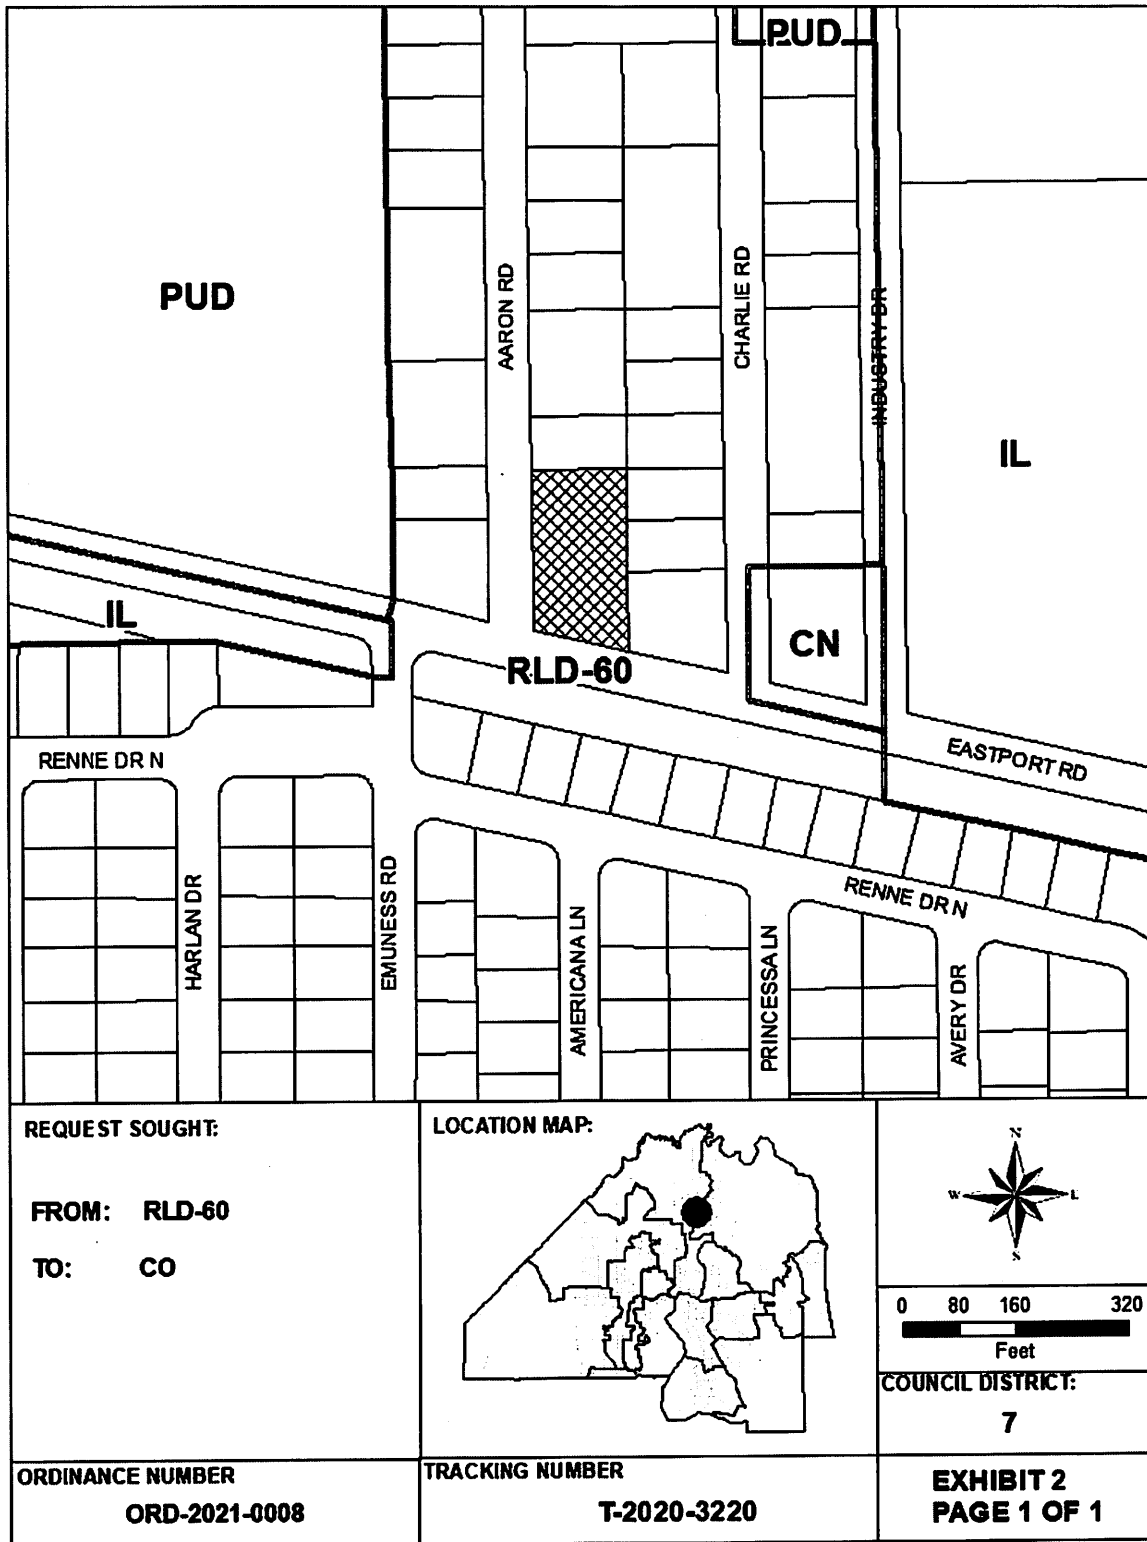 PUD
PUD
AARON RD
CHARLIE RD
INDUSTRY DR
IL
IL
CN
RLD-60
EASTPORT RD
RENNE DR N
RENNE DR N
HARLAN DR
EMUNESS RD
AMERICANA LN
PRINCESSA LN
AVERY DR
REQUEST SOUGHT:
FROM: RLD-60
TO: CO
LOCATION MAP:
N
W
S
0 80 160 320
Feet
COUNCIL DISTRICT:
7
ORDINANCE NUMBER
ORD-2021-0008
TRACKING NUMBER
T-2020-3220
EXHIBIT 2
PAGE 1 OF 1